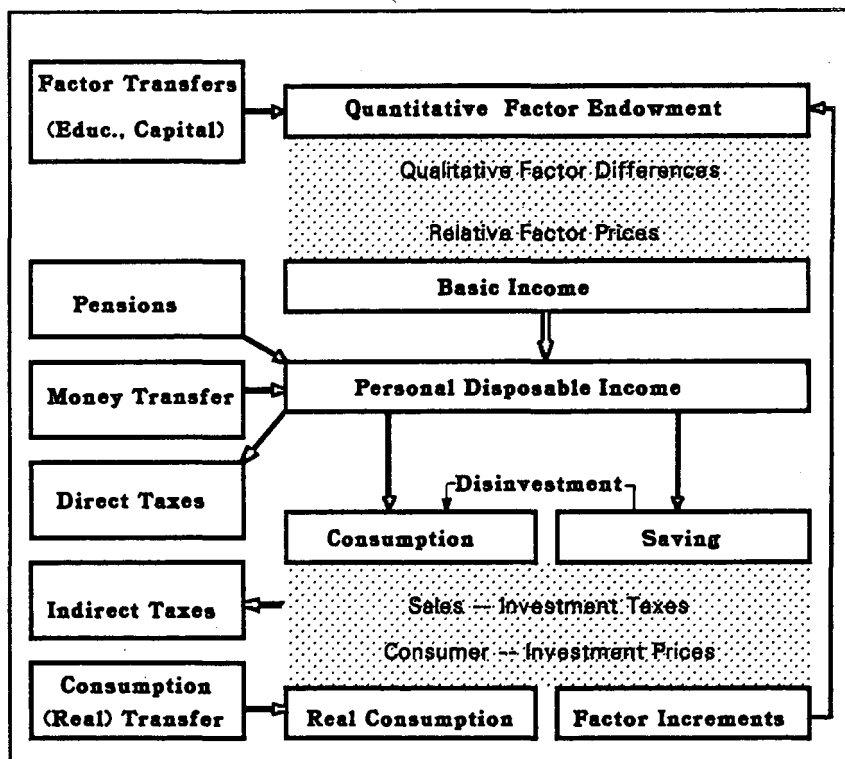 Factor Transfers
(Educ., Capital)
Quantitative Factor Endowment
Qualitative Factor Differences
Relative Factor Prices
Basic Income
Pensions
Personal Disposable Income
Money Transfer
Direct Taxes
Disinvestment
Consumption
Saving
Indirect Taxes
Sales -- Investment Taxes
Consumer -- Investment Prices
Consumption
(Real) Transfer
Real Consumption
Factor Increments